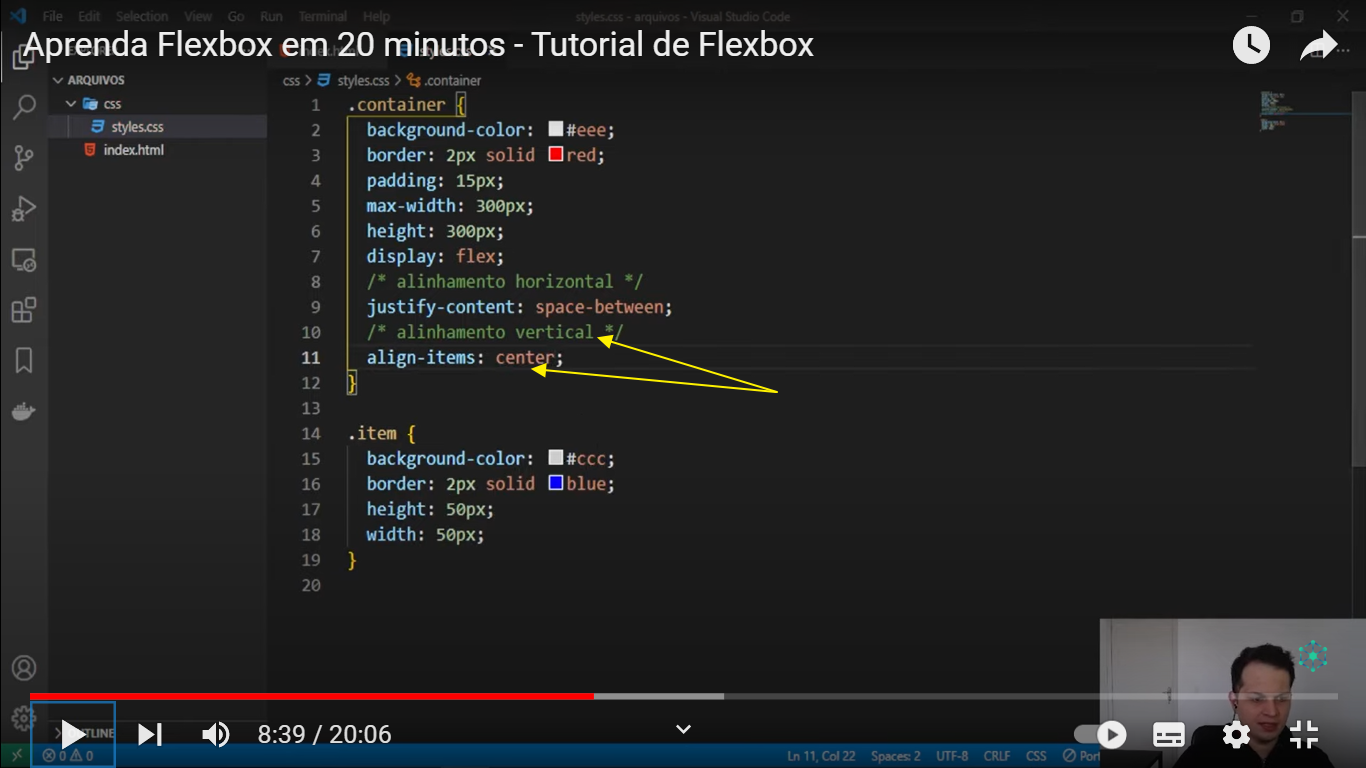 File Edit Selection View Go Run Terminal Help
styles.css - arquivos - Visual Studio Code
Aprenda Flexbox em 20 minutos - Tutorial de Flexbox
ARQUIVOS
css
styles.css
index.html
css > styles.css > .container
1 .container {
2 background-color: #eee;
3 border: 2px solid red;
4 padding: 15px;
5 max-width: 300px;
6 height: 300px;
7 display: flex;
8 /* alinhamento horizontal */
9 justify-content: space-between;
10 /* alinhamento vertical */
11 align-items: center;
12 }
13
14 .item {
15 background-color: #ccc;
16 border: 2px solid blue;
17 height: 50px;
18 width: 50px;
19 }
20
8:39 / 20:06
0 0
Ln 11, Col 22 Spaces: 2 UTF-8 CRLF CSS